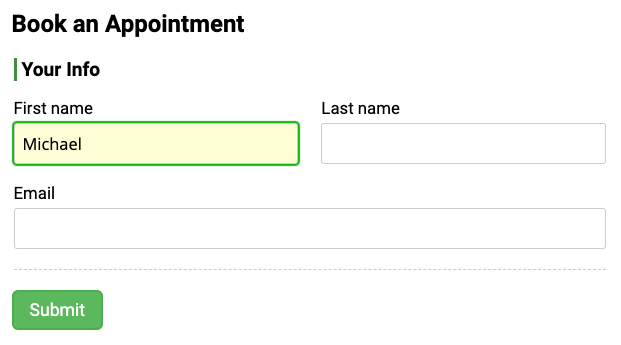 Book an Appointment
Your Info
First name Last name
Michael
Email
Submit